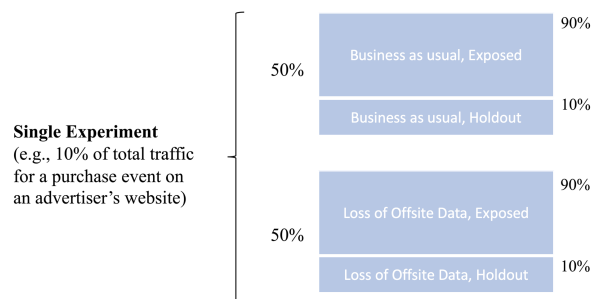 90%
Business as usual, Exposed
50%
10%
Business as usual, Holdout
Single Experiment
(e.g., 10% of total traffic
for a purchase event on
an advertiser's website)
90%
Loss of Offsite Data, Exposed
50%
10%
Loss of Offsite Data, Holdout